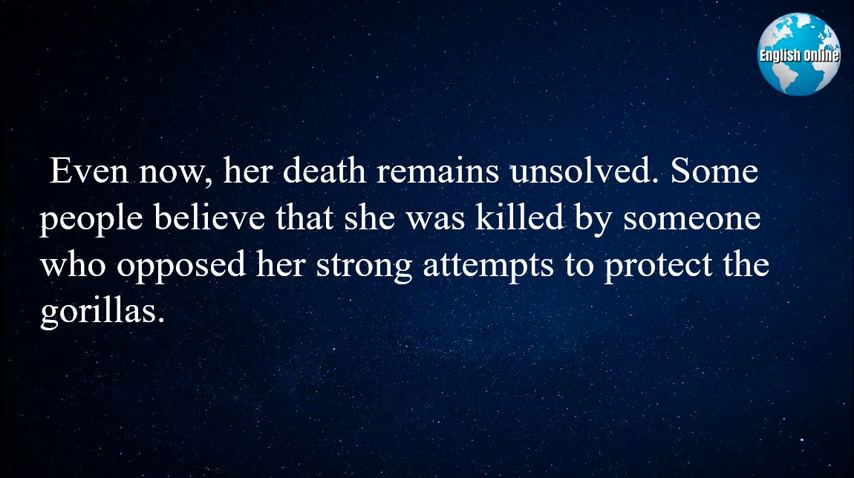 English Online
Even now, her death remains unsolved. Some
people believe that she was killed by someone
who opposed her strong attempts to protect the
gorillas.